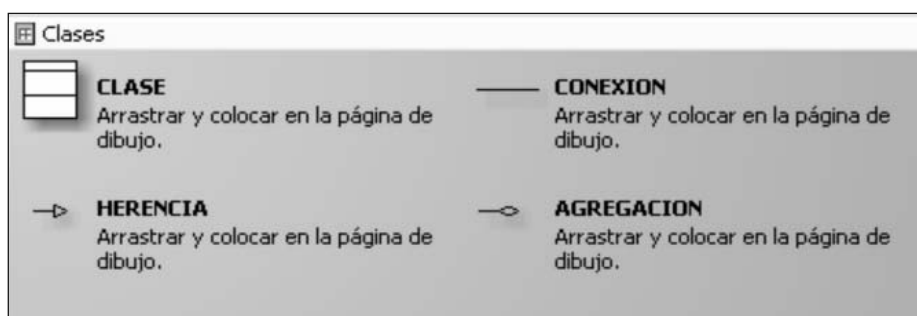 Clases
CLASE
Arrastrar y colocar en la página de
dibujo.
CONEXION
Arrastrar y colocar en la página de
dibujo.
HERENCIA
Arrastrar y colocar en la página de
dibujo.
AGREGACION
Arrastrar y colocar en la página de
dibujo.